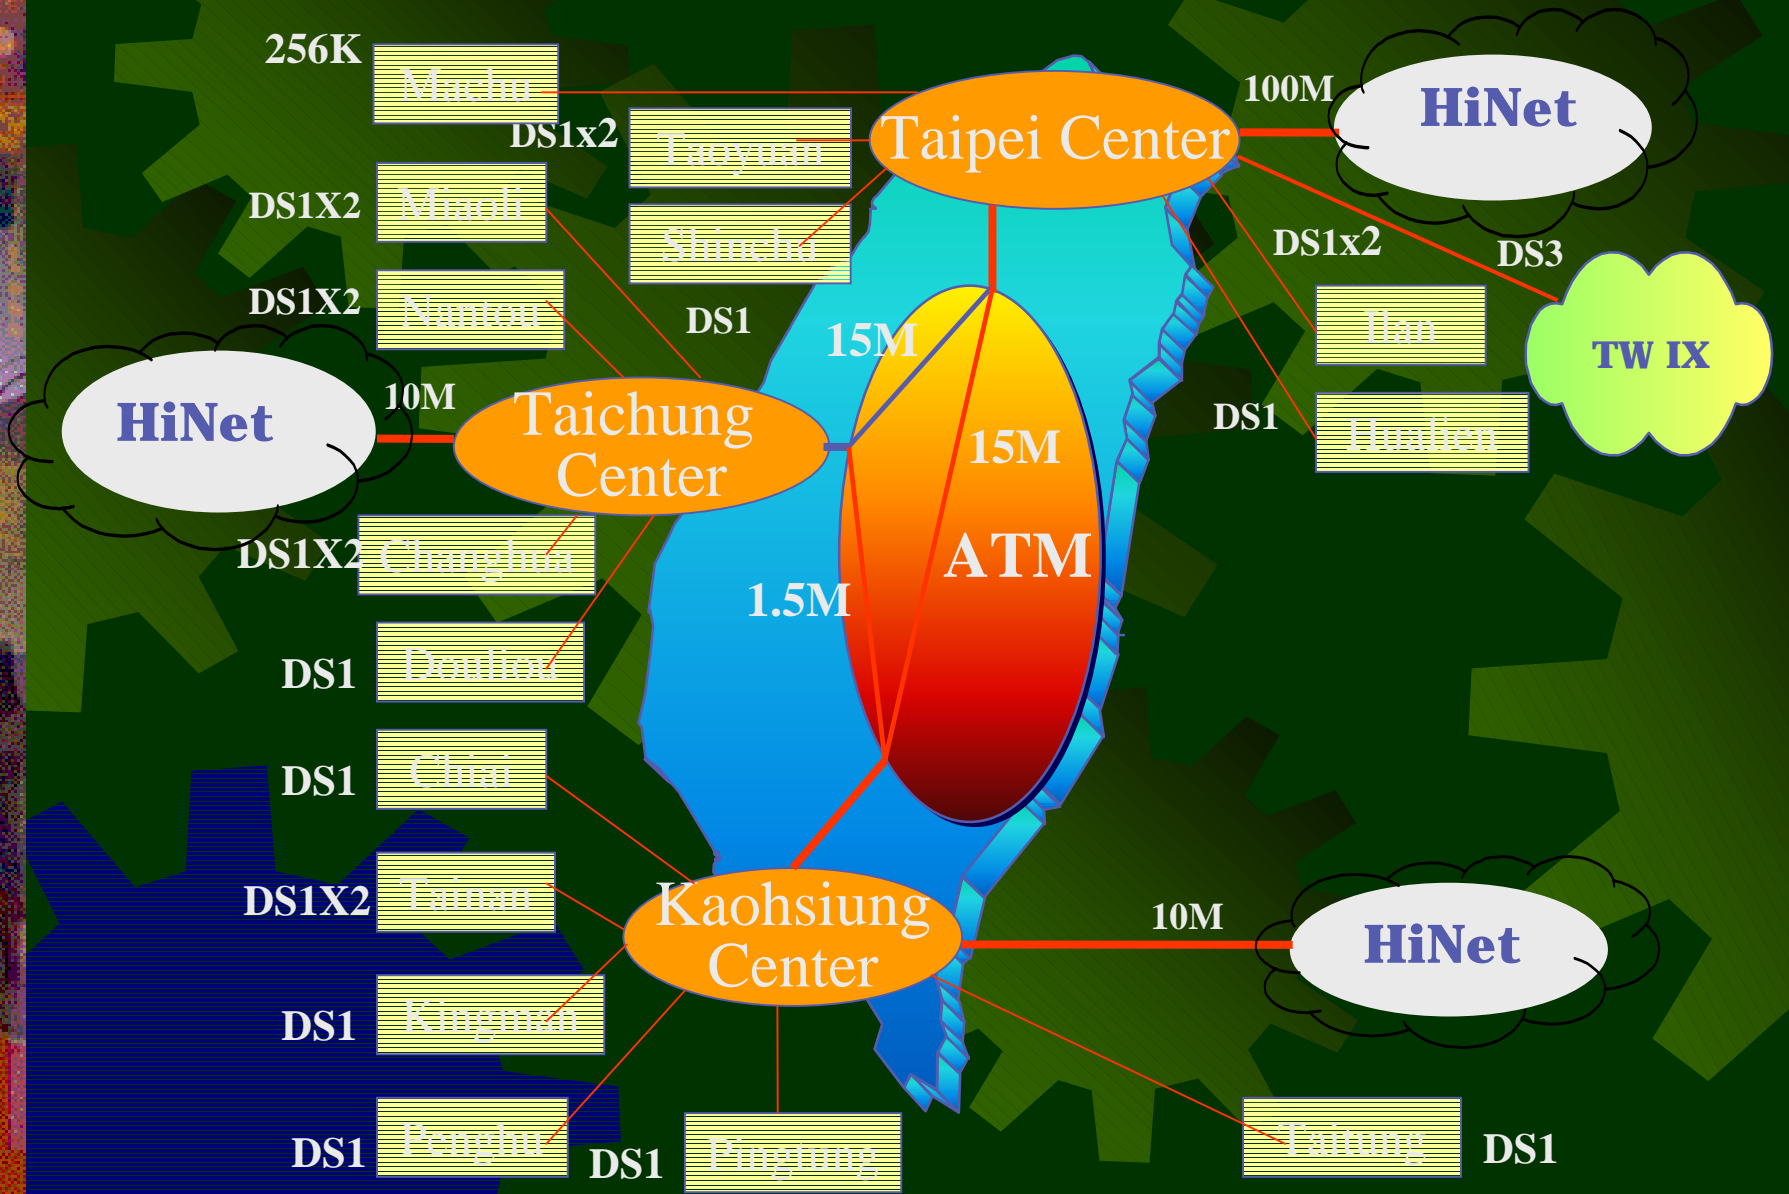 256K
Machu
100M
HiNet
DS1x2
Taoyuan
Taipei Center
DS1X2
Miaoli
Shinchu
DS1x2
DS3
DS1X2
Nantou
DS1
15M
Ilan
TW IX
HiNet
10M
Taichung
Center
15M
DS1
Hualien
DS1X2
Changhua
ATM
1.5M
DS1
Douliou
DS1
Chiai
DS1X2
Tainan
Kaohsiung
Center
10M
HiNet
DS1
Kingman
DS1
Penghu
DS1
Pingtung
Taitung
DS1